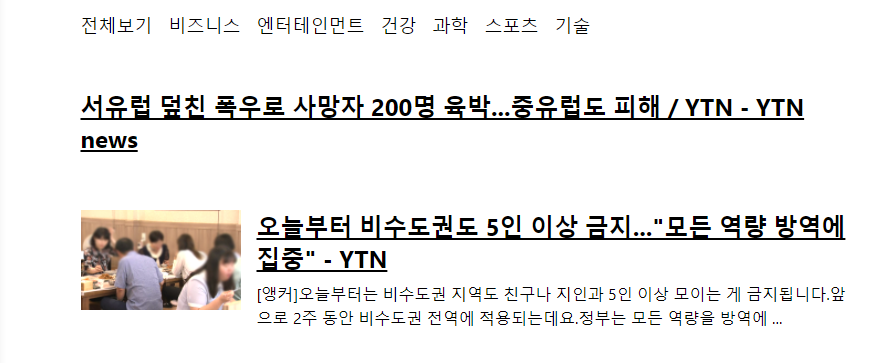 전체보기 비즈니스 엔터테인먼트 건강 과학 스포츠 기술
서유럽 덮친 폭우로 사망자 200명 육박...중유럽도 피해 / YTN - YTN
news
오늘부터 비수도권도 5인 이상 금지..."모든 역량 방역에
집중" - YTN
[앵커]오늘부터는 비수도권 지역도 친구나 지인과 5인 이상 모이는 게 금지됩니다.앞
으로 2주 동안 비수도권 전역에 적용되는데요.정부는 모든 역량을 방역에 ...